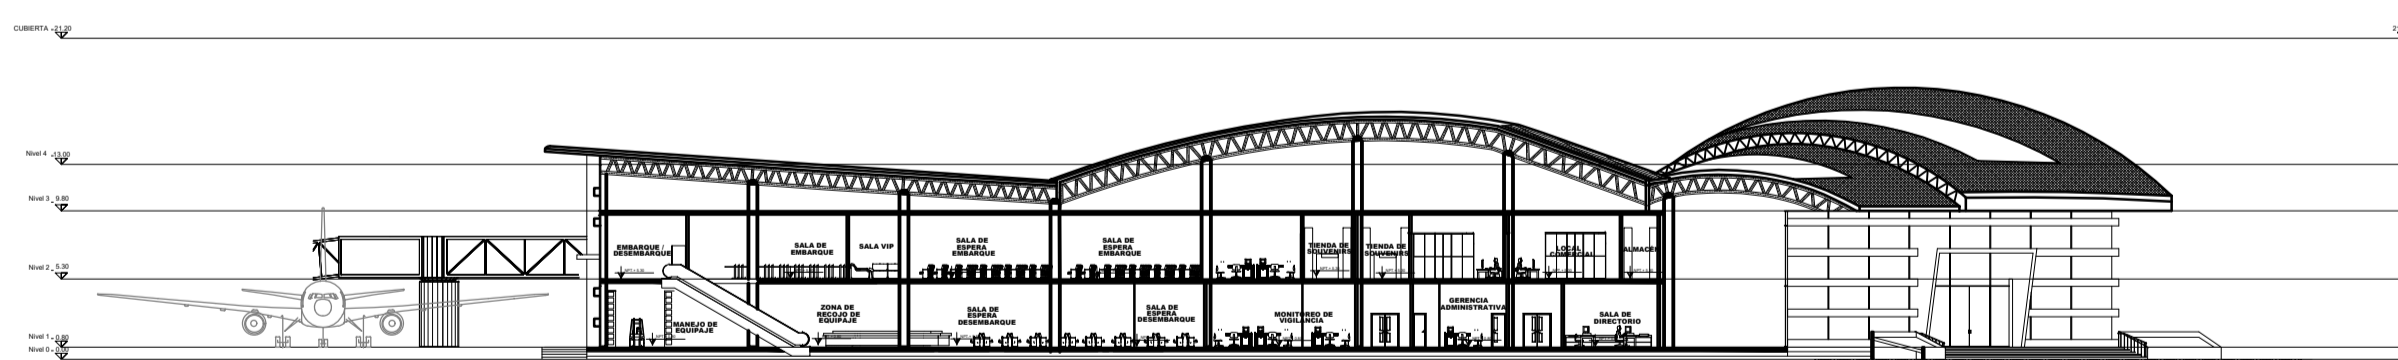 CUBIERTA 21.20
Nivel 4 13.00
Nivel 3 9.80
Nivel 2 5.30
Nivel 1 0.80
Nivel 0 0.00
EMBARQUE /
DESEMBARQUE
SALA DE
EMBARQUE
SALA VIP
SALA DE
ESPERA
EMBARQUE
SALA DE
ESPERA
EMBARQUE
TIENDA DE
SOUVENIRS
TIENDA DE
SOUVENIRS
LOCAL
COMERCIAL
ALMACÉN
MANEJO DE
EQUIPAJE
ZONA DE
RECOJO DE
EQUIPAJE
SALA DE
ESPERA
DESEMBARQUE
SALA DE
ESPERA
DESEMBARQUE
MONITOREO DE
VIGILANCIA
GERENCIA
ADMINISTRATIVA
SALA DE
DIRECTORIO